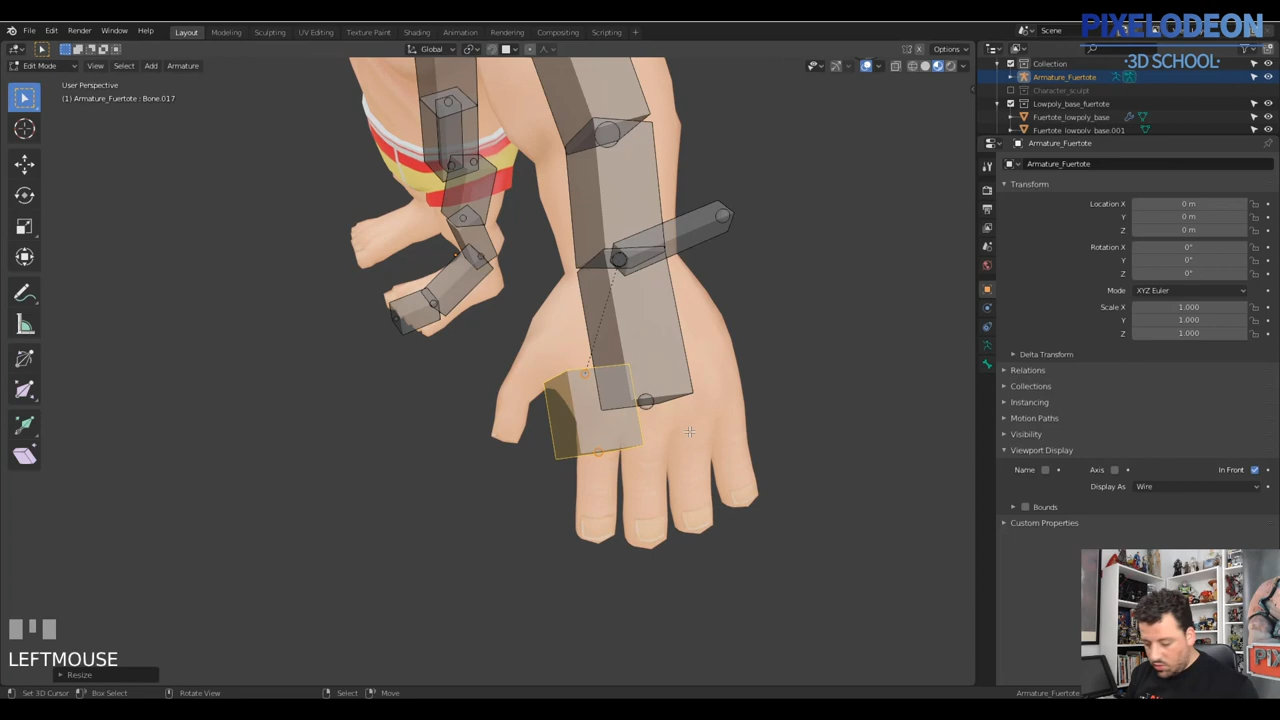 PIXELODEON
·3D SCHOOL·
File Edit Render Window Help
Layout Modeling Sculpting UV Editing Texture Paint Shading Animation Rendering Compositing Scripting +
Scene
Global
Options
Edit Mode View Select Add Armature
User Perspective
(1) Armature_Fuertote : Bone.017
Collection
Armature_Fuertote
Character_sculpt
Lowpoly_base_fuertote
Fuertote_lowpoly_base
Fuertote_lowpoly_base.001
Armature_Fuertote
Armature_Fuertote
Transform
Location X 0 m
Y 0 m
Z 0 m
Rotation X 0°
Y 0°
Z 0°
Mode XYZ Euler
Scale X 1.000
Y 1.000
Z 1.000
Delta Transform
Relations
Collections
Instancing
Motion Paths
Visibility
Viewport Display
Name Axis In Front
Display As Wire
Bounds
Custom Properties
LEFTMOUSE
Resize
Set 3D Cursor Box Select Rotate View Select Move Armature_Fuertote